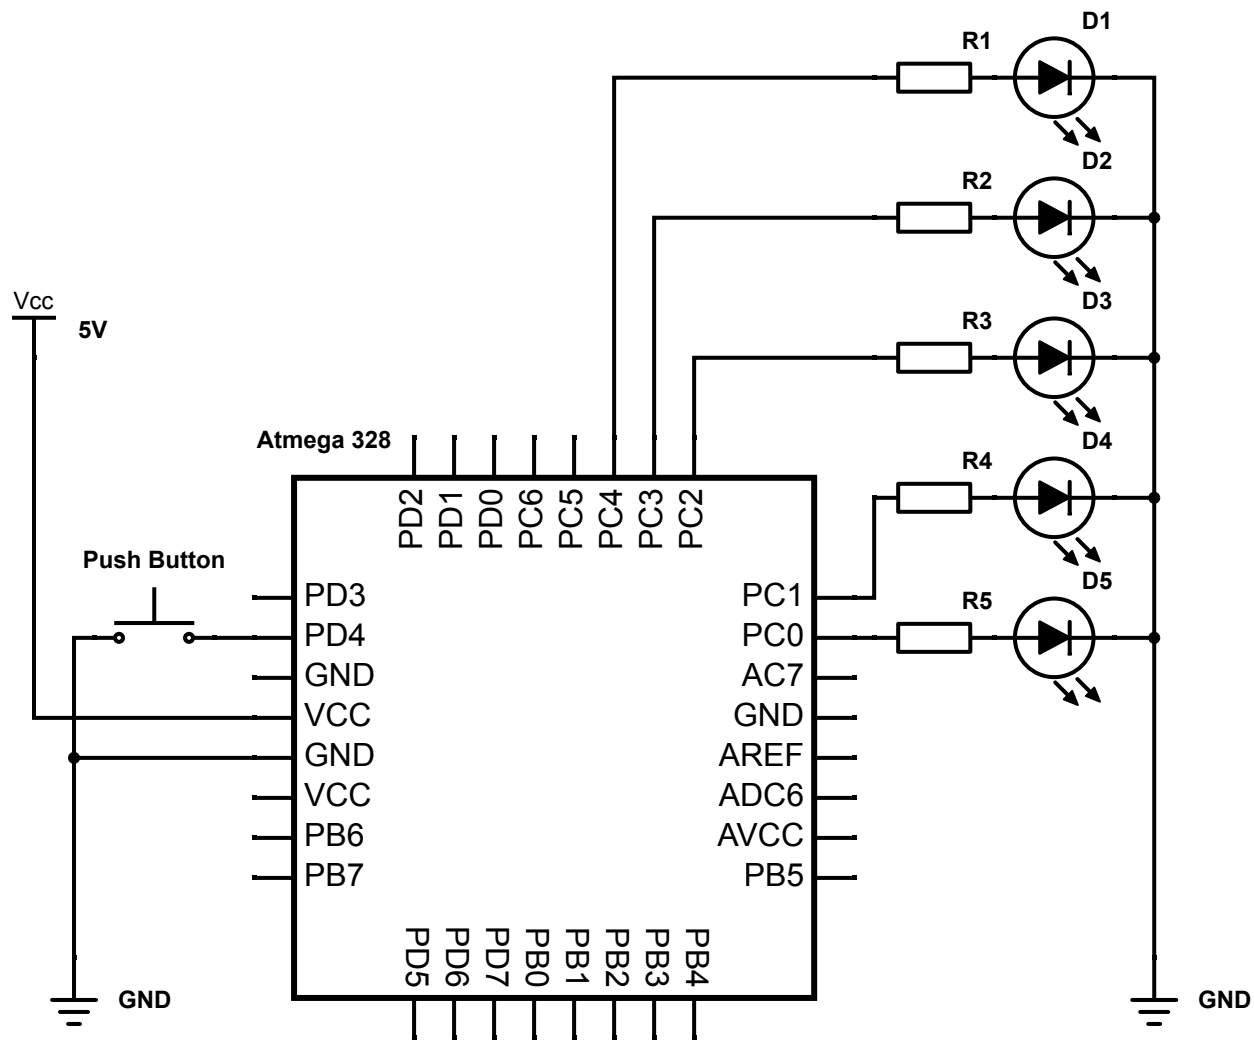 D1
R1
D2
R2
D3
R3
Vcc
5V
D4
R4
Atmega 328
PD2
PD1
PD0
PC6
PC5
PC4
PC3
PC2
Push Button
D5
R5
PD3
PD4
GND
VCC
GND
VCC
PB6
PB7
PC1
PC0
AC7
GND
AREF
ADC6
AVCC
PB5
PD5
PD6
PD7
PB0
PB1
PB2
PB3
PB4
GND
GND